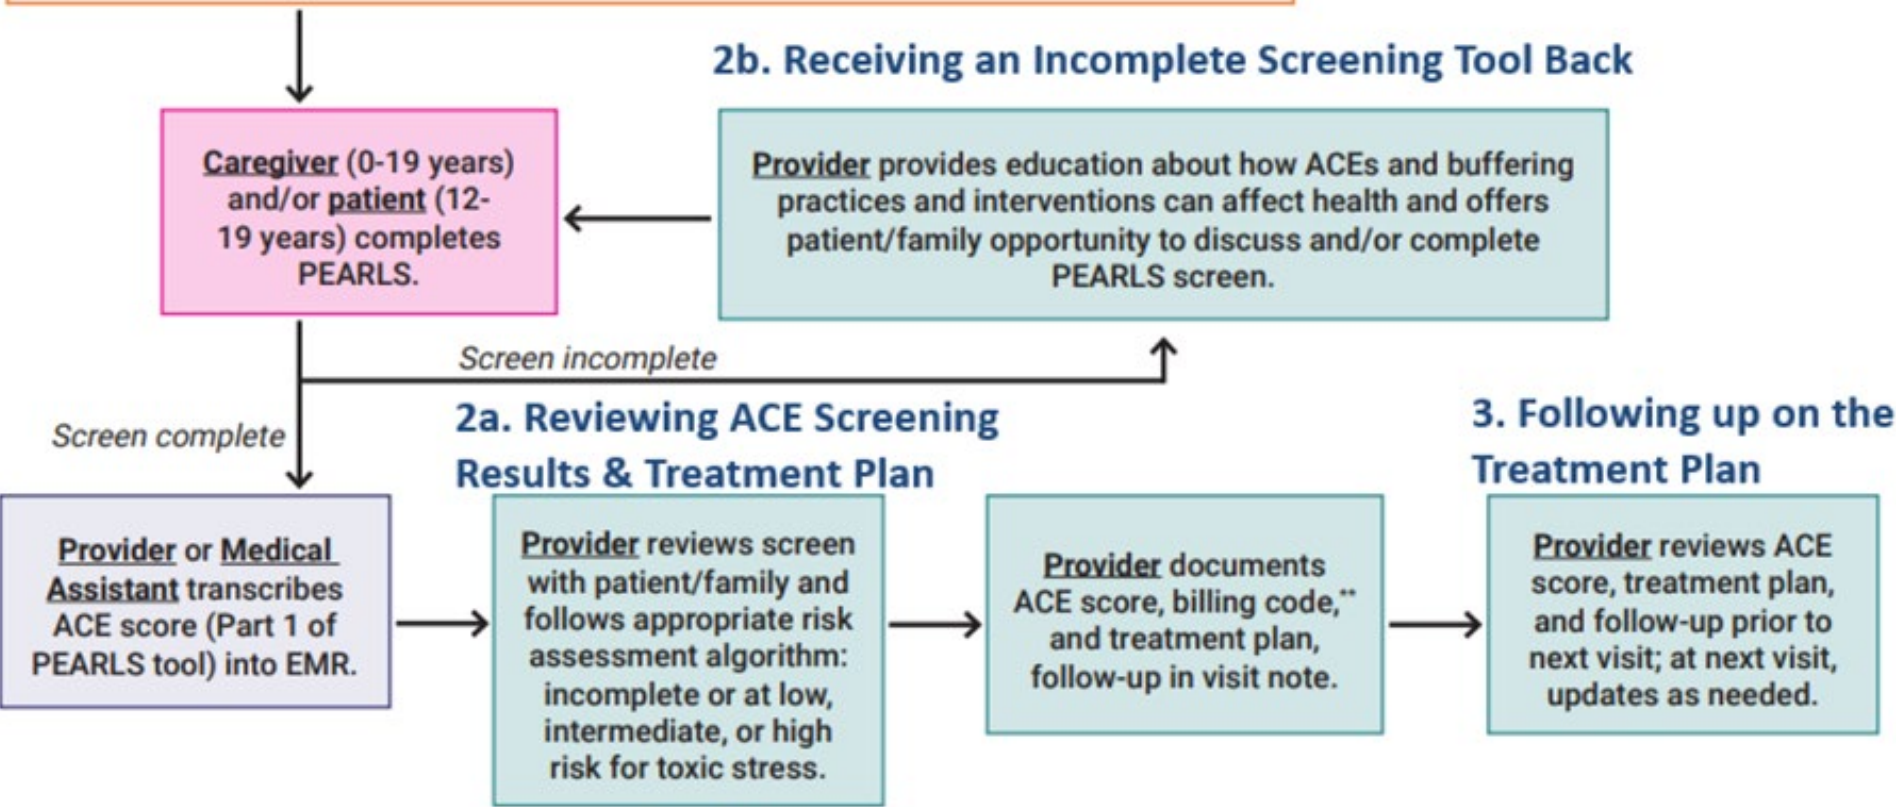 2b. Receiving an Incomplete Screening Tool Back
Caregiver (0-19 years)
and/or patient (12-
19 years) completes
PEARLS.
Provider provides education about how ACEs and buffering
practices and interventions can affect health and offers
patient/family opportunity to discuss and/or complete
PEARLS screen.
Screen incomplete
Screen complete
2a. Reviewing ACE Screening
Results & Treatment Plan
3. Following up on the
Treatment Plan
Provider or Medical
Assistant transcribes
ACE score (Part 1 of
PEARLS tool) into EMR.
Provider reviews screen
with patient/family and
follows appropriate risk
assessment algorithm:
incomplete or at low,
intermediate, or high
risk for toxic stress.
Provider documents
ACE score, billing code,**
and treatment plan,
follow-up in visit note.
Provider reviews ACE
score, treatment plan,
and follow-up prior to
next visit; at next visit,
updates as needed.